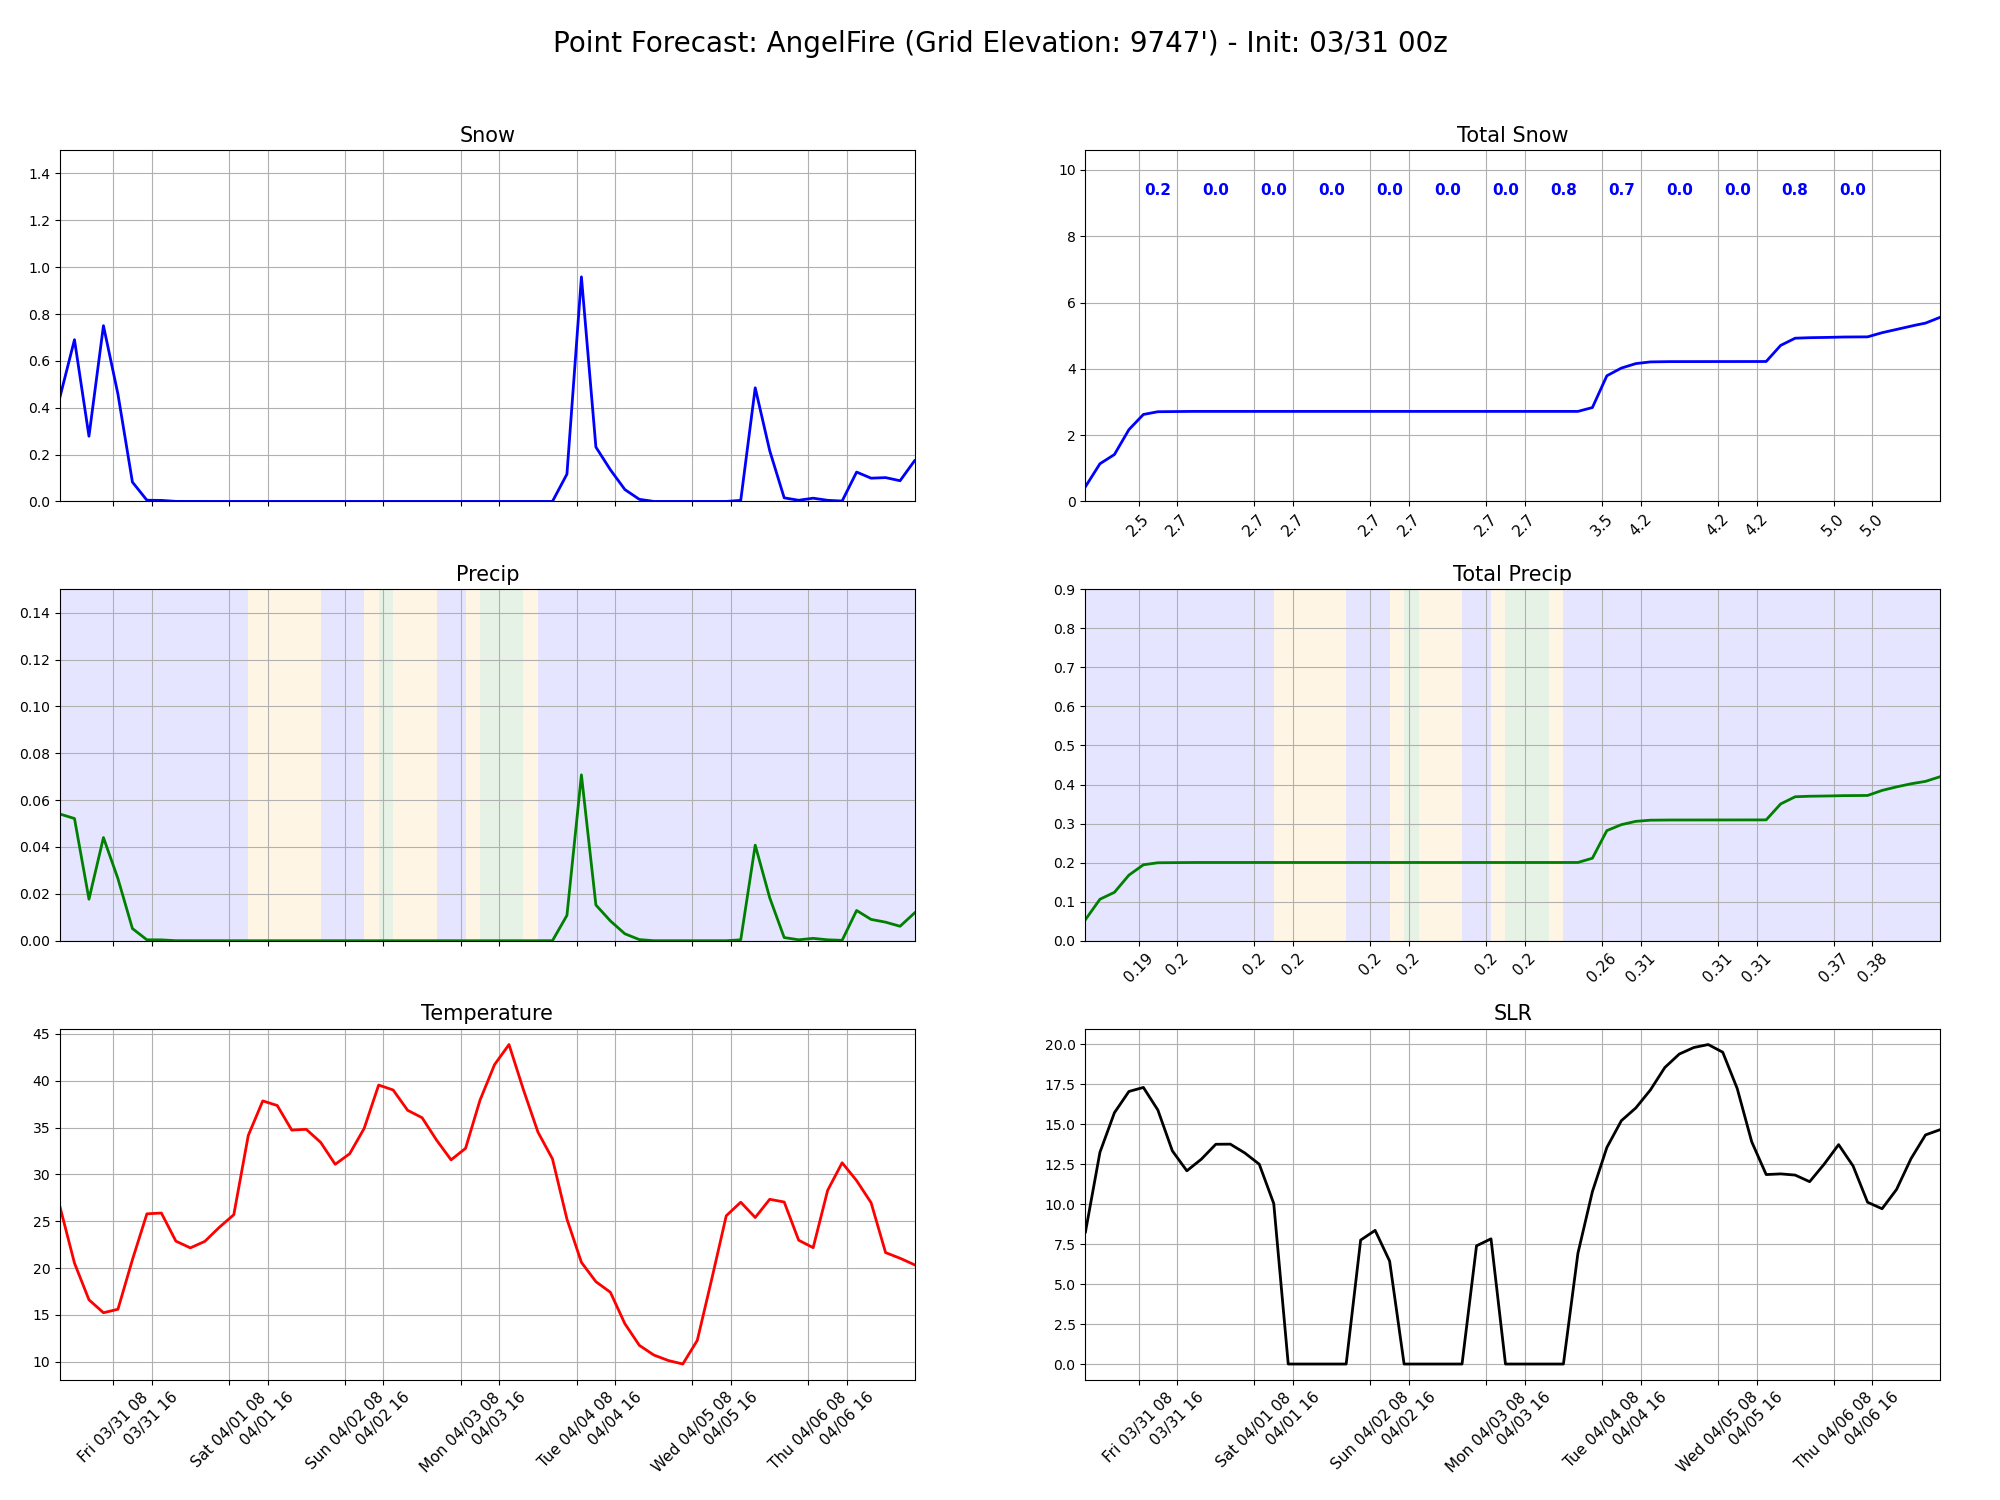 Point Forecast: AngelFire (Grid Elevation: 9747') - Init: 03/31 00z
Snow
1.4
1.2
1.0
0.8
0.6
0.4
0.2
0.0
Total Snow
10
8
6
4
2
0
0.2 0.0 0.0 0.0 0.0 0.0 0.0 0.8 0.7 0.0 0.0 0.8 0.0
2.5 2.7 2.7 2.7 2.7 2.7 2.7 2.7 3.5 4.2 4.2 4.2 5.0 5.0
Precip
0.14
0.12
0.10
0.08
0.06
0.04
0.02
0.00
Total Precip
0.9
0.8
0.7
0.6
0.5
0.4
0.3
0.2
0.1
0.0
0.19 0.2 0.2 0.2 0.2 0.2 0.2 0.2 0.26 0.31 0.31 0.31 0.37 0.38
Temperature
45
40
35
30
25
20
15
10
Fri 03/31 08
03/31 16
Sat 04/01 08
04/01 16
Sun 04/02 08
04/02 16
Mon 04/03 08
04/03 16
Tue 04/04 08
04/04 16
Wed 04/05 08
04/05 16
Thu 04/06 08
04/06 16
SLR
20.0
17.5
15.0
12.5
10.0
7.5
5.0
2.5
0.0
Fri 03/31 08
03/31 16
Sat 04/01 08
04/01 16
Sun 04/02 08
04/02 16
Mon 04/03 08
04/03 16
Tue 04/04 08
04/04 16
Wed 04/05 08
04/05 16
Thu 04/06 08
04/06 16